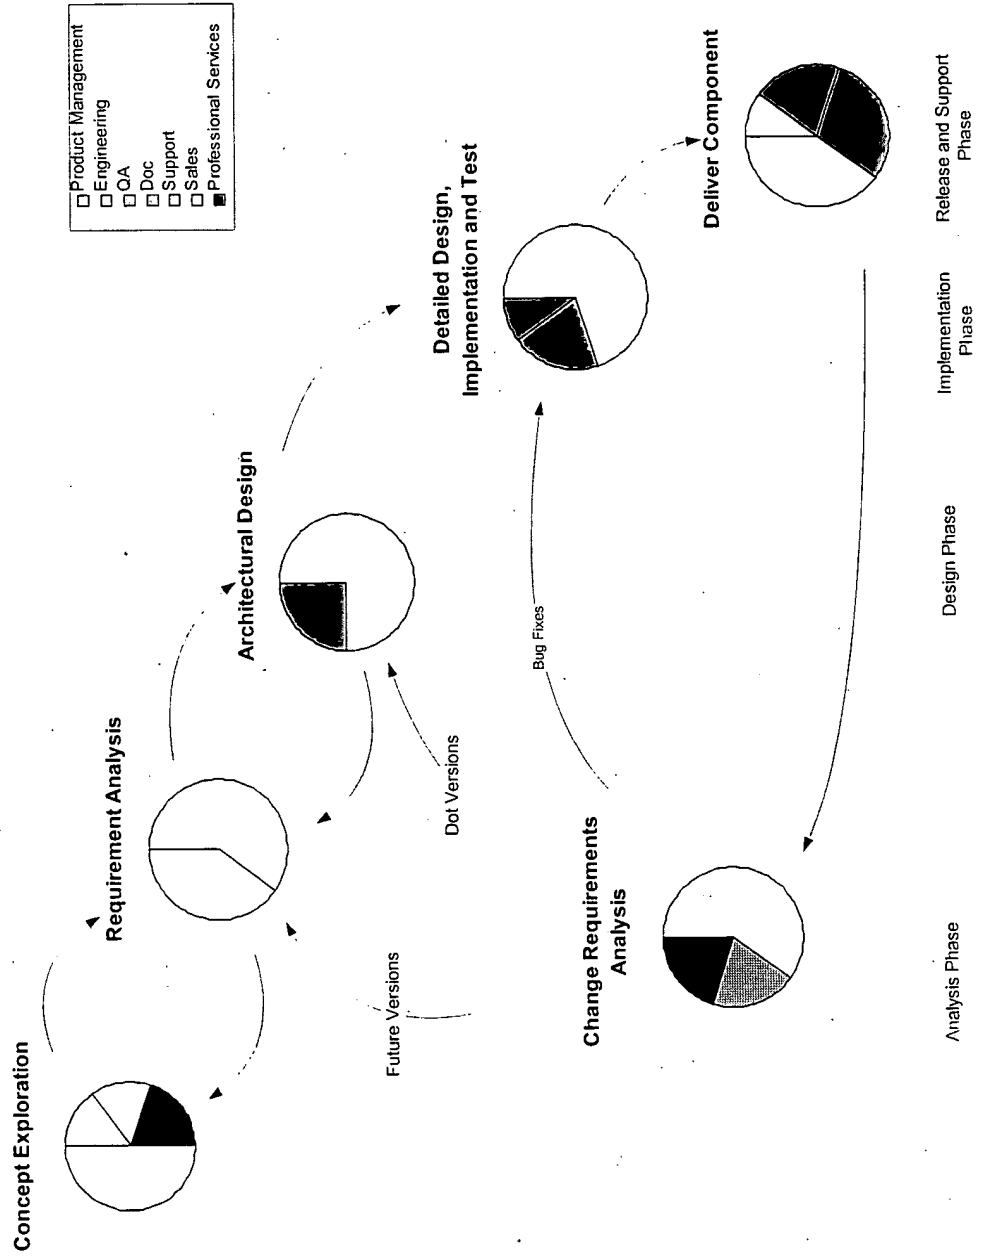 Product Management
Engineering
QA
Doc
Support
Sales
Professional Services
Concept Exploration
Requirement Analysis
Architectural Design
Detailed Design,
Implementation and Test
Deliver Component
Future Versions
Dot Versions
Bug Fixes
Change Requirements
Analysis
Analysis Phase
Design Phase
Implementation
Phase
Release and Support
Phase